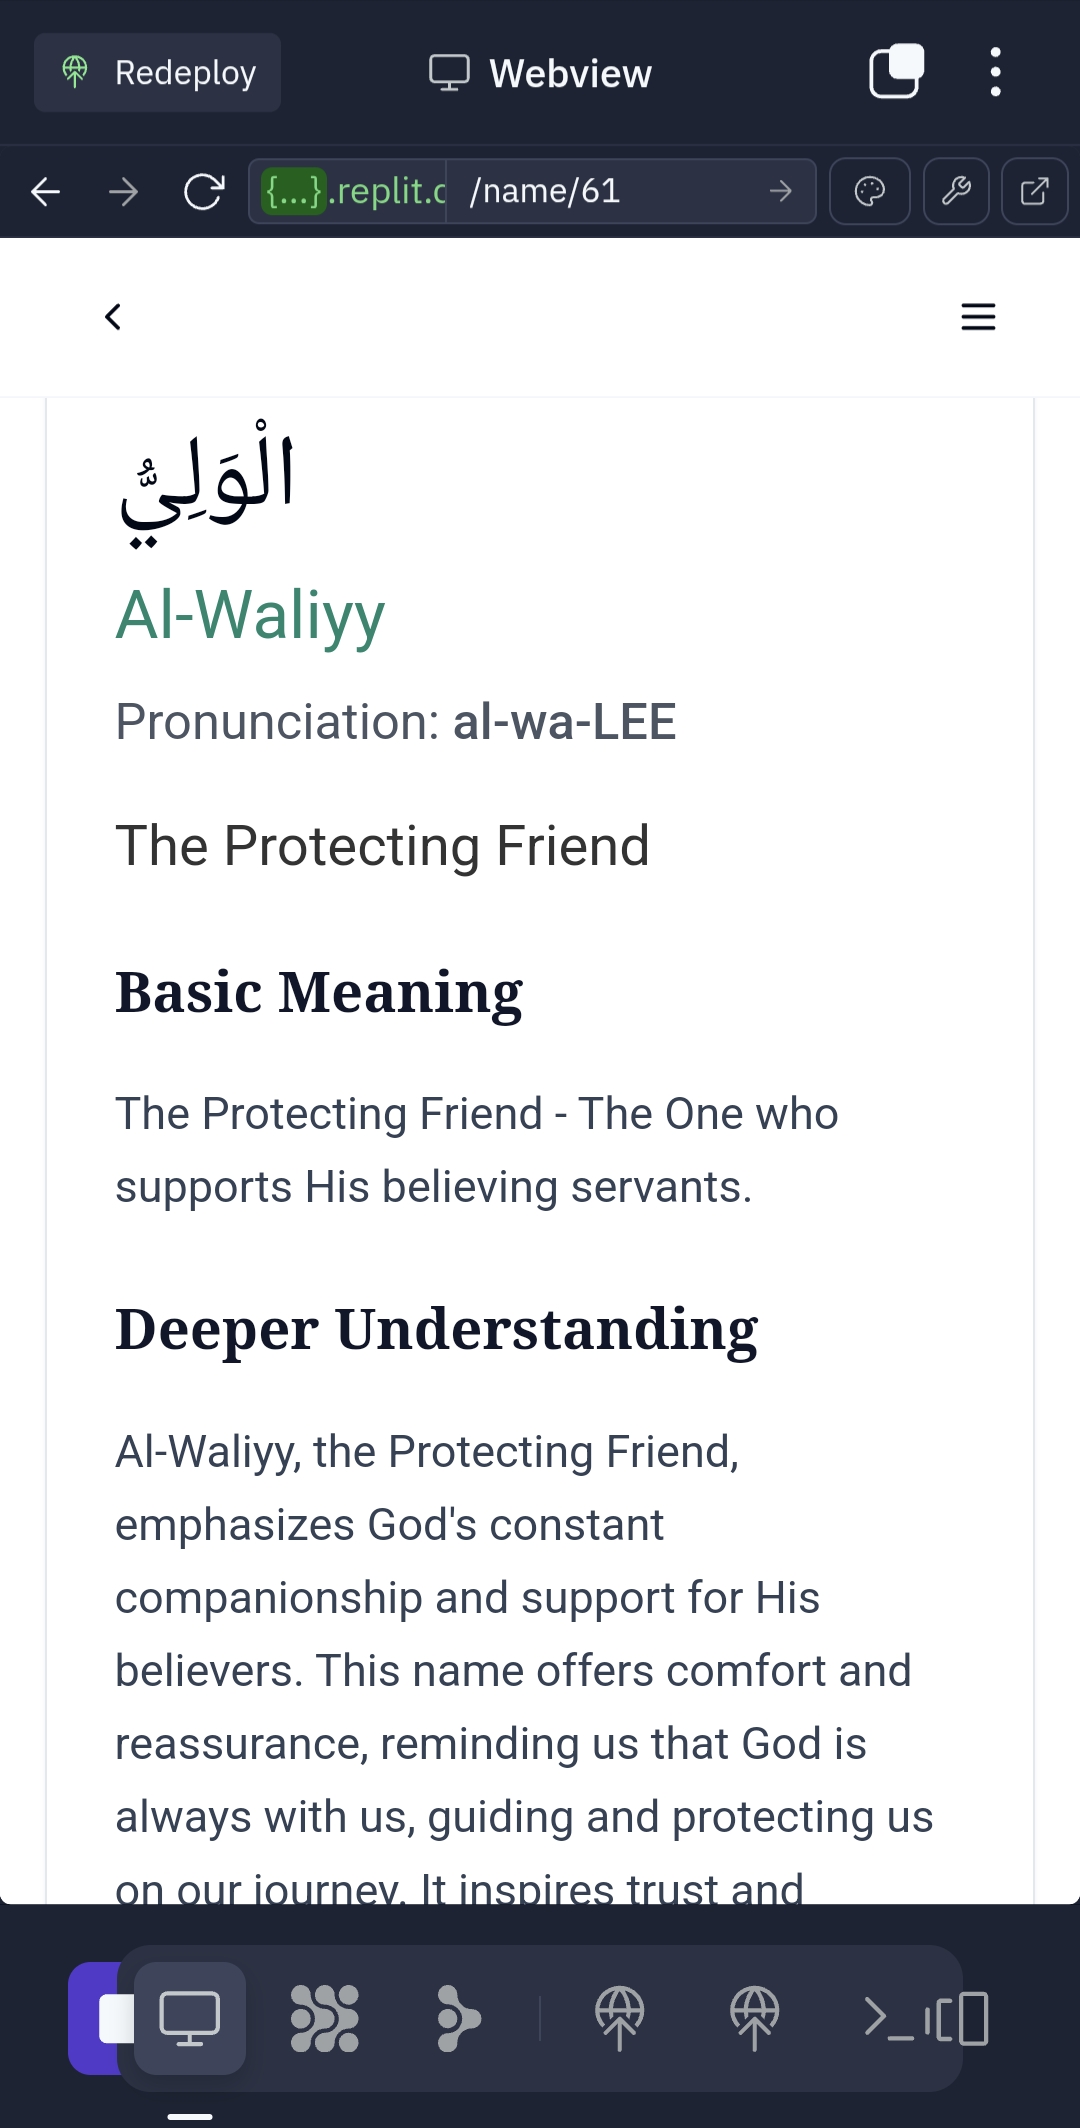 Redeploy
Webview
{...}.replit.c
/name/61
الْوَلِيُّ
Al-Waliyy
Pronunciation: al-wa-LEE
The Protecting Friend
Basic Meaning
The Protecting Friend - The One who
supports His believing servants.
Deeper Understanding
Al-Waliyy, the Protecting Friend,
emphasizes God's constant
companionship and support for His
believers. This name offers comfort and
reassurance, reminding us that God is
always with us, guiding and protecting us
on our journey. It inspires trust and